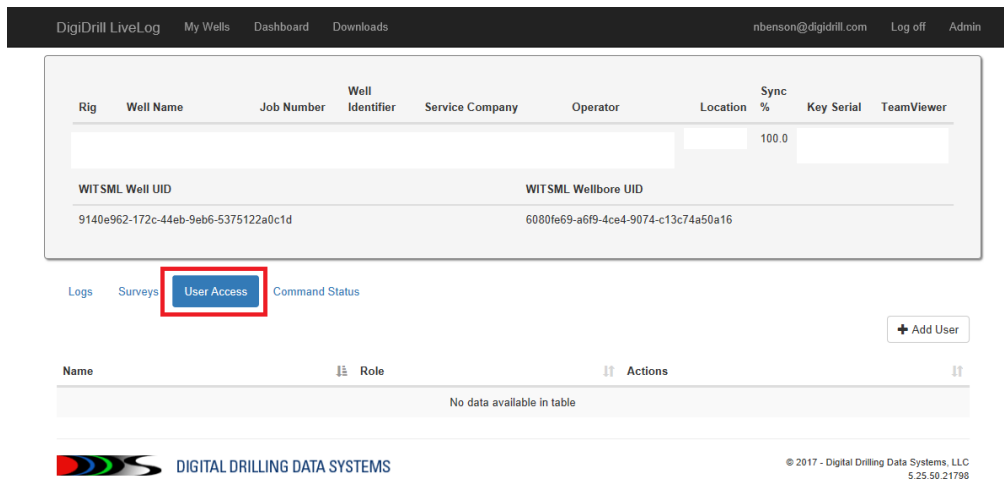 DigiDrill LiveLog My Wells Dashboard Downloads nbenson@digidrill.com Log off Admin
Rig Well Name Job Number Well Identifier Service Company Operator Location Sync % Key Serial TeamViewer
100.0
WITSML Well UID WITSML Wellbore UID
9140e962-172c-44eb-9eb6-5375122a0c1d 6080fe69-a6f9-4ce4-9074-c13c74a50a16
Logs Surveys User Access Command Status
+ Add User
Name Role Actions
No data available in table
DDS DIGITAL DRILLING DATA SYSTEMS © 2017 - Digital Drilling Data Systems, LLC
5.25.50.21798